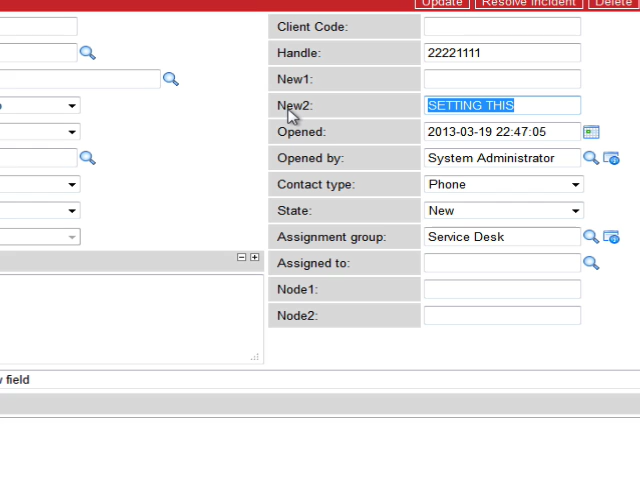 Update Resolve Incident Delete
Client Code:
Handle: 22221111
New1:
New2: SETTING THIS
Opened: 2013-03-19 22:47:05
Opened by: System Administrator
Contact type: Phone
State: New
Assignment group: Service Desk
Assigned to:
Node1:
Node2:
field